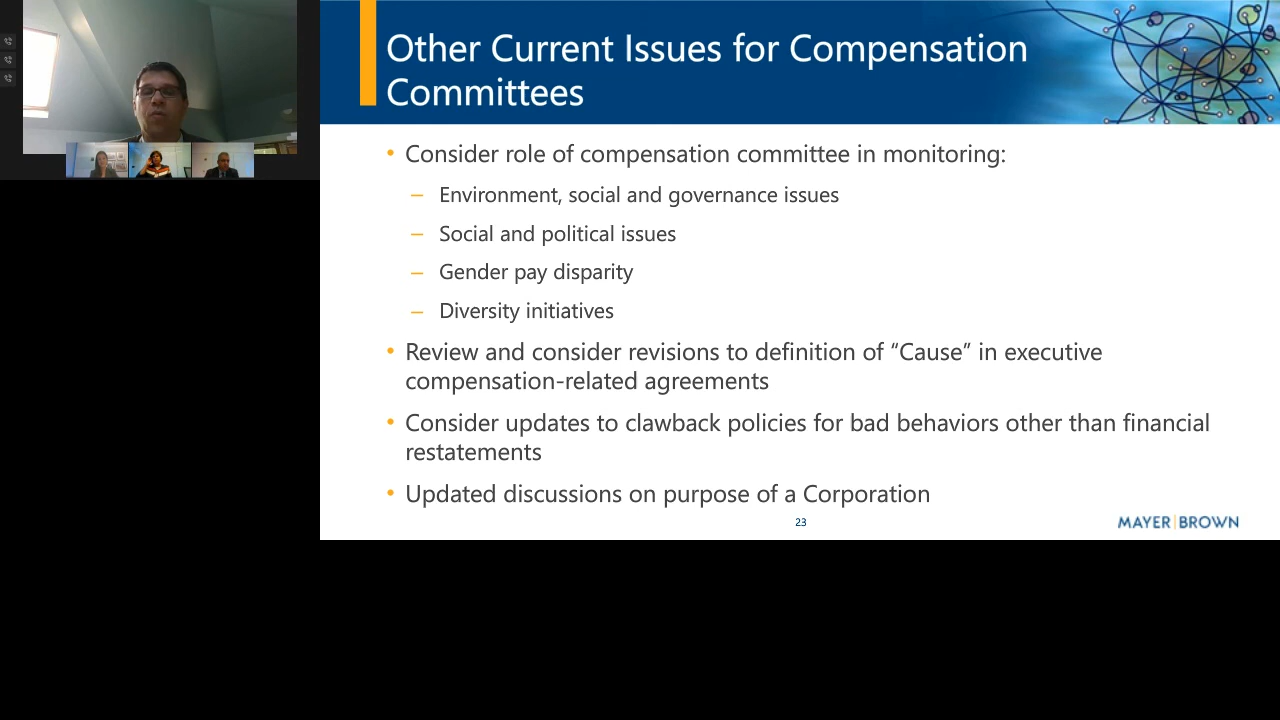 Other Current Issues for Compensation
Committees
• Consider role of compensation committee in monitoring:
– Environment, social and governance issues
– Social and political issues
– Gender pay disparity
– Diversity initiatives
• Review and consider revisions to definition of “Cause” in executive
compensation-related agreements
• Consider updates to clawback policies for bad behaviors other than financial
restatements
• Updated discussions on purpose of a Corporation
23
MAYER|BROWN